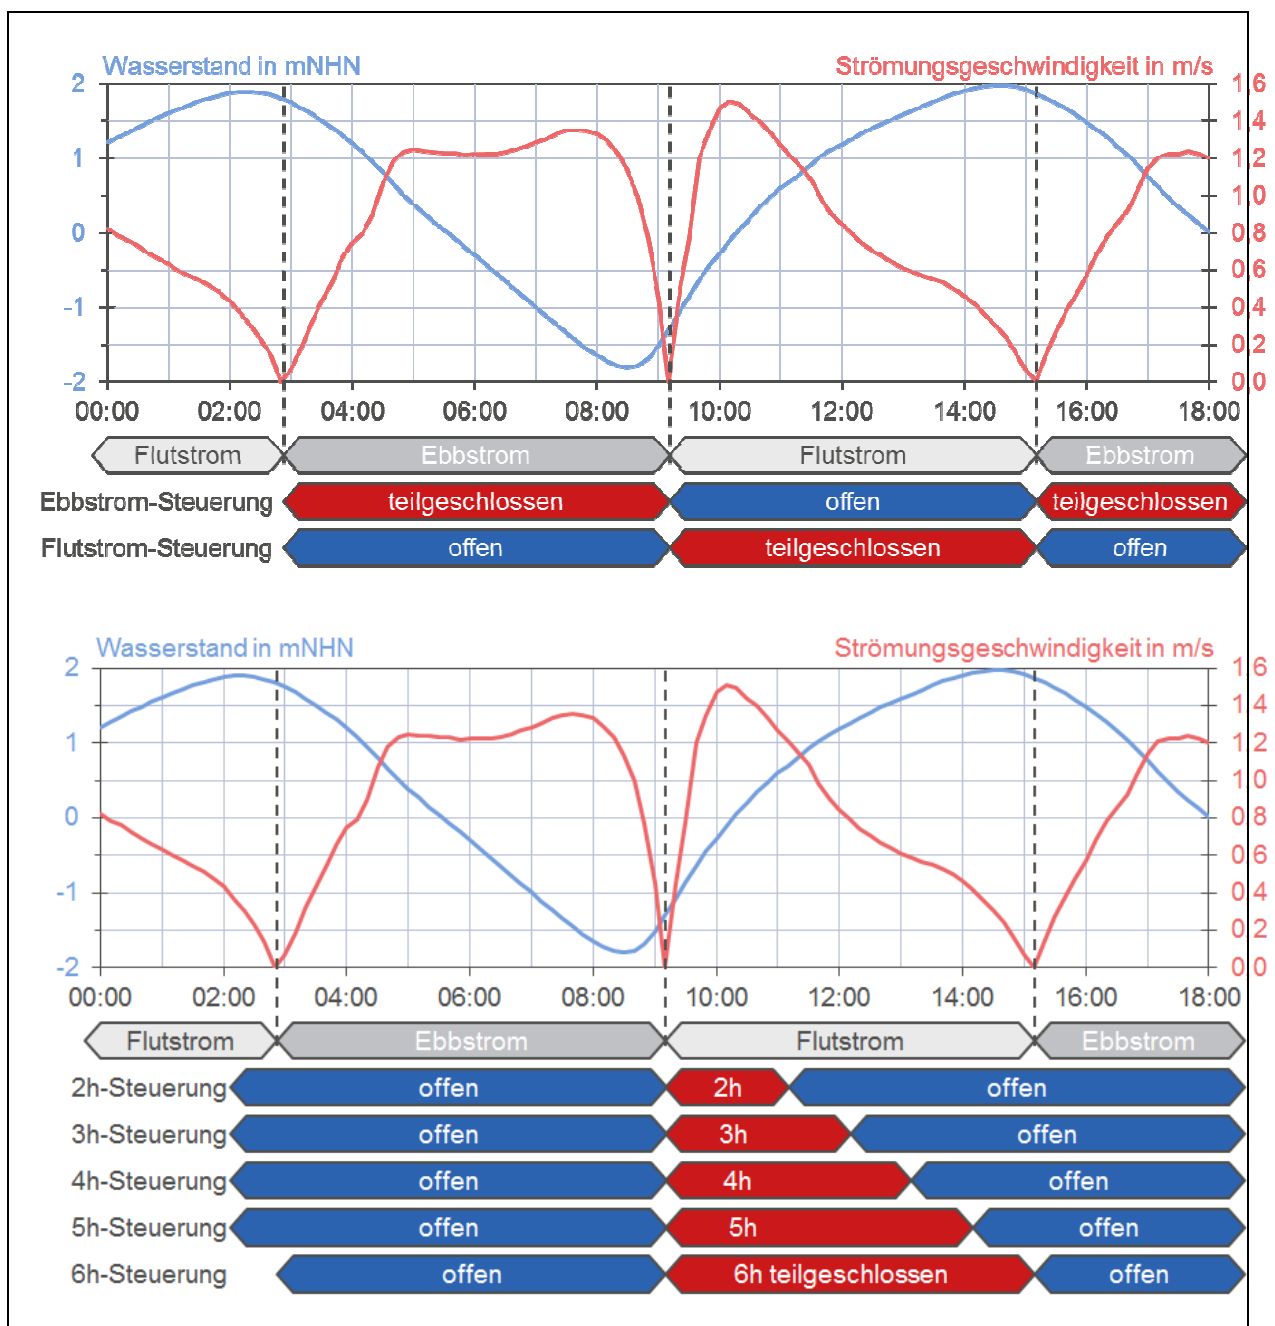 Wasserstand in mNHN Strömungsgeschwindigkeit in m/s
2 1,6
1,4
1 1,2
1,0
0 0,8
0,6
-1 0,4
0,2
-2 0,0
00:00 02:00 04:00 06:00 08:00 10:00 12:00 14:00 16:00 18:00
Flutstrom Ebbstrom Flutstrom Ebbstrom
Ebbstrom-Steuerung teilgeschlossen offen teilgeschlossen
Flutstrom-Steuerung offen teilgeschlossen offen
Wasserstand in mNHN Strömungsgeschwindigkeit in m/s
2 1,6
1,4
1 1,2
1,0
0 0,8
0,6
-1 0,4
0,2
-2 0,0
00:00 02:00 04:00 06:00 08:00 10:00 12:00 14:00 16:00 18:00
Flutstrom Ebbstrom Flutstrom Ebbstrom
2h-Steuerung offen 2h offen
3h-Steuerung offen 3h offen
4h-Steuerung offen 4h offen
5h-Steuerung offen 5h offen
6h-Steuerung offen 6h teilgeschlossen offen